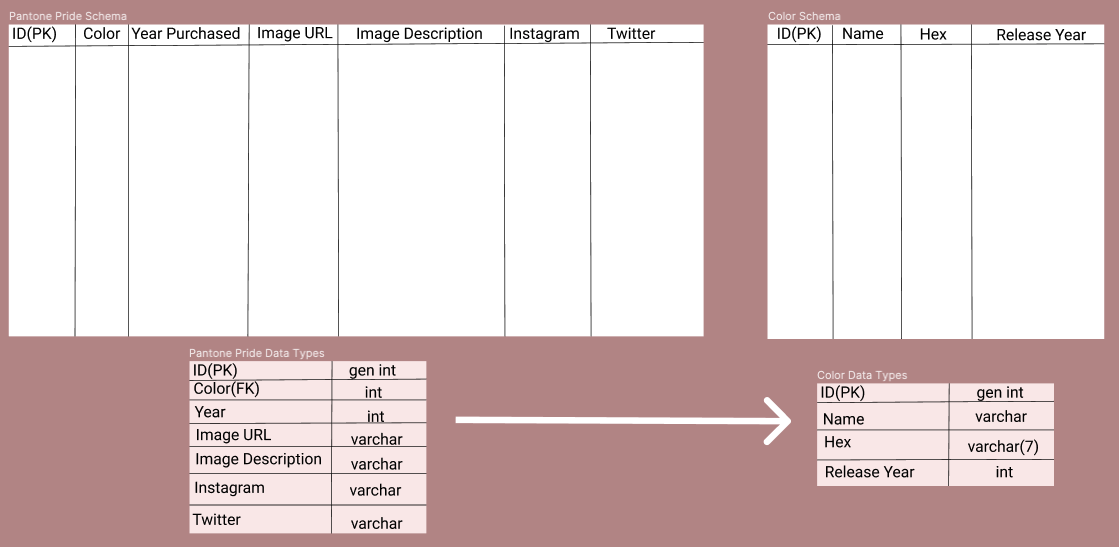 Pantone Pride Schema
ID(PK) Color Year Purchased Image URL Image Description Instagram Twitter
Color Schema
ID(PK) Name Hex Release Year
Pantone Pride Data Types
ID(PK) gen int
Color(FK) int
Year int
Image URL varchar
Image Description varchar
Instagram varchar
Twitter varchar
Color Data Types
ID(PK) gen int
Name varchar
Hex varchar(7)
Release Year int